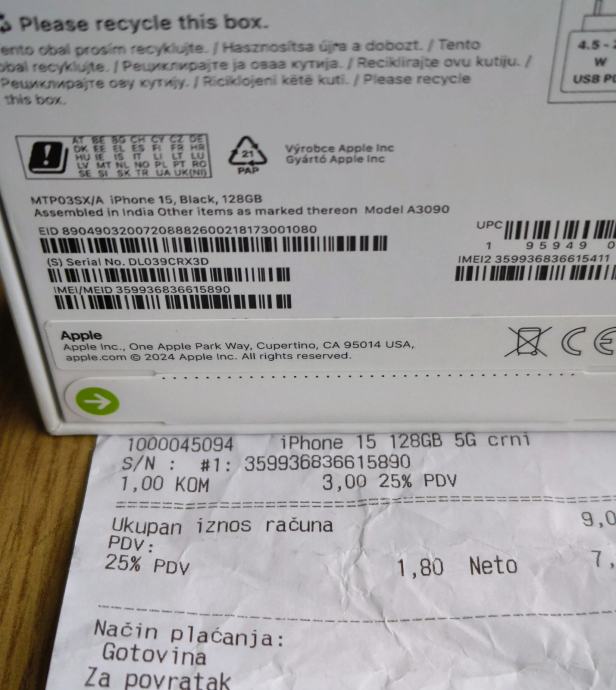 Please recycle this box.
ento obal prosím recyklujte. / Hasznosítsa újra a dobozt. / Tento
obal recyklujte. / Рециклирајте ја оваа кутија. / Reciklirajte ovu kutiju. /
Рециклирајте ову кутију. / Riciklojeni këtë kuti. / Please recycle
this box.
4.5 - 2
W
USB PD
AT BE BG CH CY CZ DE
DK EE EL ES FI FR HR
HU IE IS IT LI LT LU
LV MT NL NO PL PT RO
SE SI SK TR UA UK(NI)
21
PAP
Výrobce Apple Inc
Gyártó Apple Inc
MTP03SX/A iPhone 15, Black, 128GB
Assembled in India Other items as marked thereon Model A3090
EID 89049032007208882600218173001080
UPC
1 95949 0
(S) Serial No. DL039CRX3D
IMEI2 359936836615411
IMEI/MEID 359936836615890
Apple
Apple Inc., One Apple Park Way, Cupertino, CA 95014 USA,
apple.com © 2024 Apple Inc. All rights reserved.
CE
1000045094 iPhone 15 128GB 5G crni
S/N : #1: 359936836615890
1,00 KOM 3,00 25% PDV
Ukupan iznos računa 9,0
PDV:
25% PDV 1,80 Neto 7,
Način plaćanja:
Gotovina
Za povratak